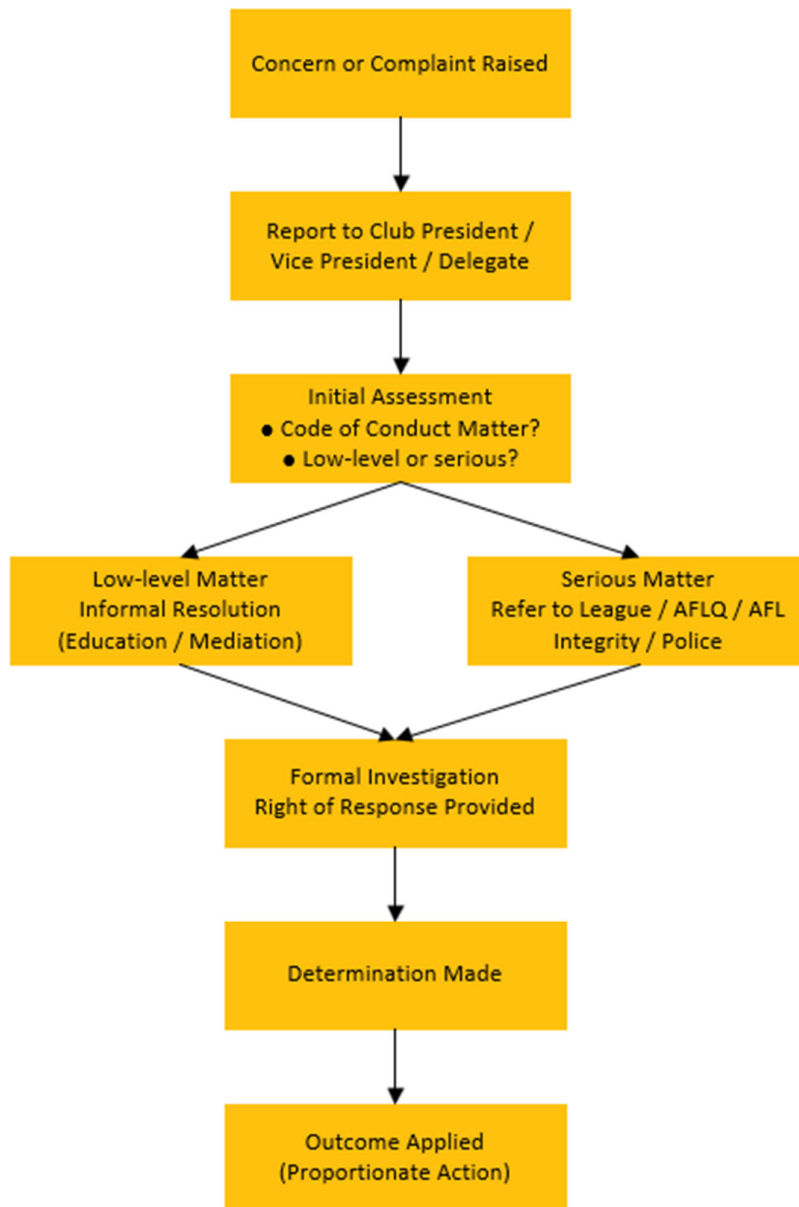 Concern or Complaint Raised
Report to Club President /
Vice President / Delegate
Initial Assessment
● Code of Conduct Matter?
● Low-level or serious?
Low-level Matter
Informal Resolution
(Education / Mediation)
Serious Matter
Refer to League / AFLQ / AFL
Integrity / Police
Formal Investigation
Right of Response Provided
Determination Made
Outcome Applied
(Proportionate Action)